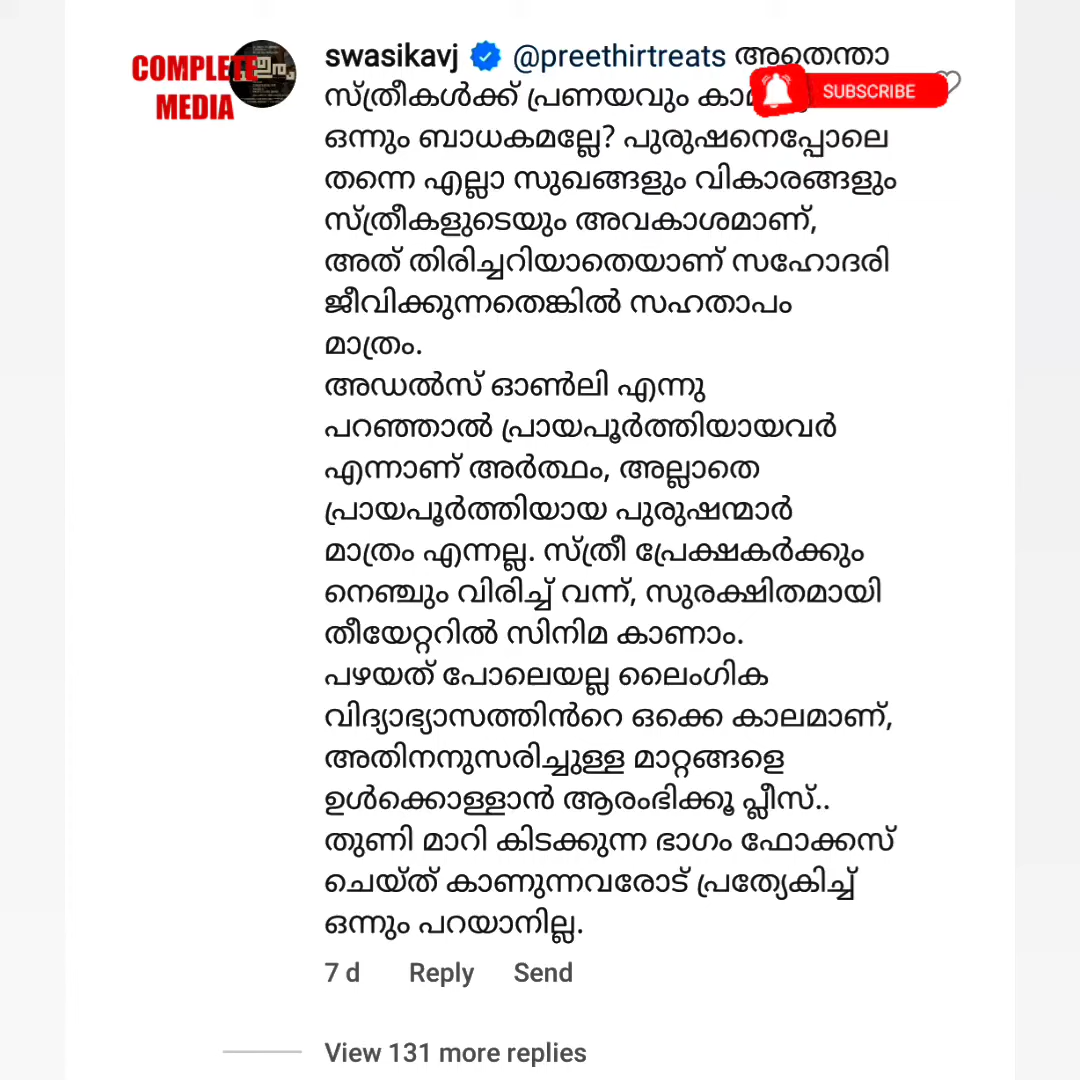 COMPLETE
MEDIA
swasikavj @preethirtreats അതെന്താ
SUBSCRIBE
സ്ത്രീകൾക്ക് പ്രണയവും
ഒന്നും ബാധകമല്ലേ? പുരുഷനെപ്പോലെ
തന്നെ എല്ലാ സുഖങ്ങളും വികാരങ്ങളും
സ്ത്രീകളുടെയും അവകാശമാണ്,
അത് തിരിച്ചറിയാതെയാണ് സഹോദരി
ജീവിക്കുന്നതെങ്കിൽ സഹതാപം
മാത്രം.
അഡൽസ് ഓൺലി എന്നു
പറഞ്ഞാൽ പ്രായപൂർത്തിയായവർ
എന്നാണ് അർത്ഥം, അല്ലാതെ
പ്രായപൂർത്തിയായ പുരുഷന്മാർ
മാത്രം എന്നല്ല. സ്ത്രീ പ്രേക്ഷകർക്കും
നെഞ്ചും വിരിച്ച് വന്ന്, സുരക്ഷിതമായി
തീയേറ്ററിൽ സിനിമ കാണാം.
പഴയത് പോലെയല്ല ലൈംഗിക
വിദ്യാഭ്യാസത്തിൻറെ ഒക്കെ കാലമാണ്,
അതിനനുസരിച്ചുള്ള മാറ്റങ്ങളെ
ഉൾക്കൊള്ളാൻ ആരംഭിക്കൂ പ്ലീസ്..
തുണി മാറി കിടക്കുന്ന ഭാഗം ഫോക്കസ്
ചെയ്ത് കാണുന്നവരോട് പ്രത്യേകിച്ച്
ഒന്നും പറയാനില്ല.
7 d Reply Send
View 131 more replies